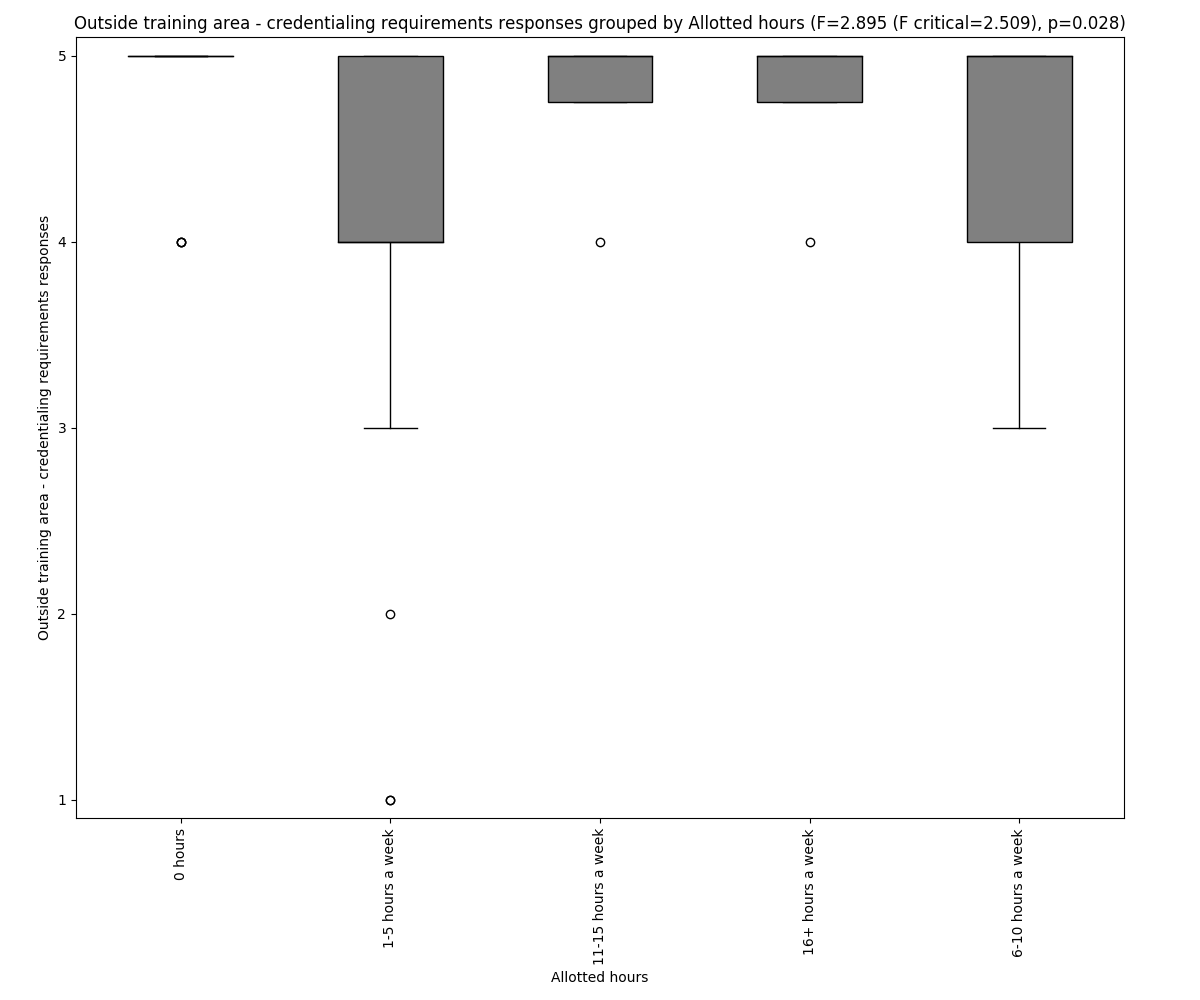 Outside training area - credentialing requirements responses grouped by Allotted hours (F=2.895 (F critical=2.509), p=0.028)
Outside training area - credentialing requirements responses
5
4
3
2
1
0 hours
1-5 hours a week
11-15 hours a week
16+ hours a week
6-10 hours a week
Allotted hours